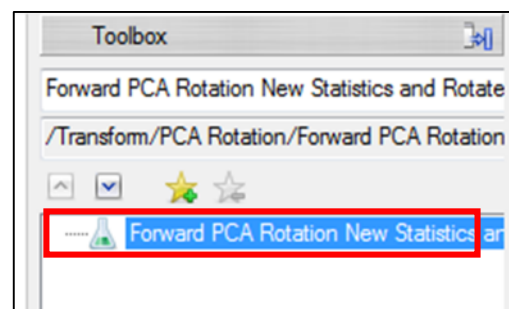 Toolbox
Forward PCA Rotation New Statistics and Rotate
/Transform/PCA Rotation/Forward PCA Rotation
Forward PCA Rotation New Statistics ar